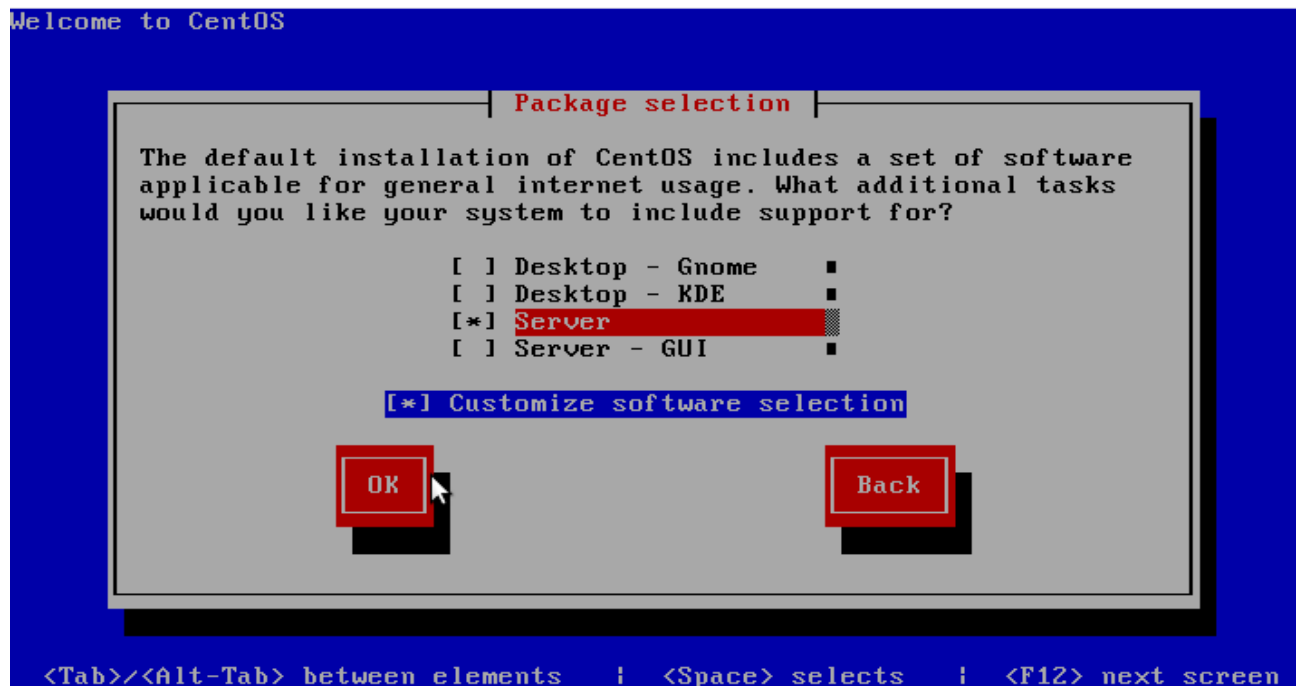 Welcome to CentOS
Package selection
The default installation of CentOS includes a set of software
applicable for general internet usage. What additional tasks
would you like your system to include support for?
[ ] Desktop - Gnome
[ ] Desktop - KDE
[*] Server
[ ] Server - GUI
[*] Customize software selection
OK Back
<Tab>/<Alt-Tab> between elements | <Space> selects | <F12> next screen